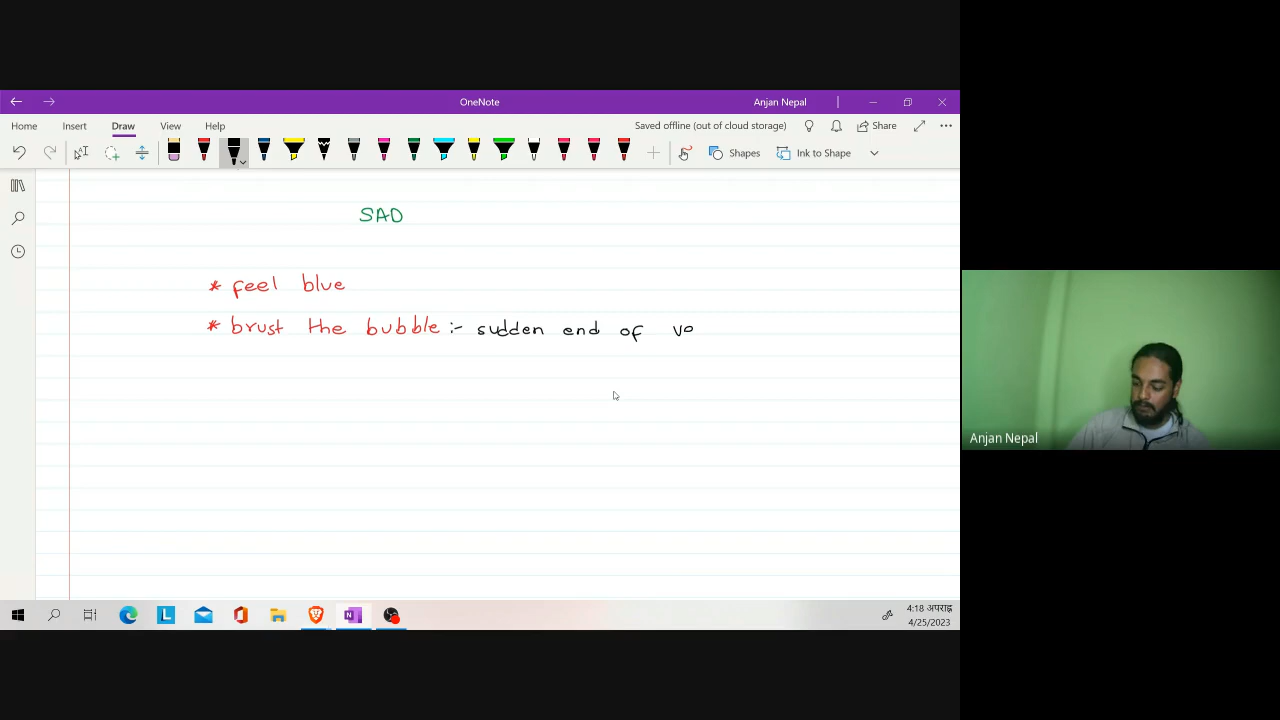 OneNote
Anjan Nepal
Home Insert Draw View Help
Saved offline (out of cloud storage)
Share
Shapes
Ink to Shape
SAD
* feel blue
* brust the bubble :- sudden end of vo
Anjan Nepal
4:18 अपराह्न
4/25/2023